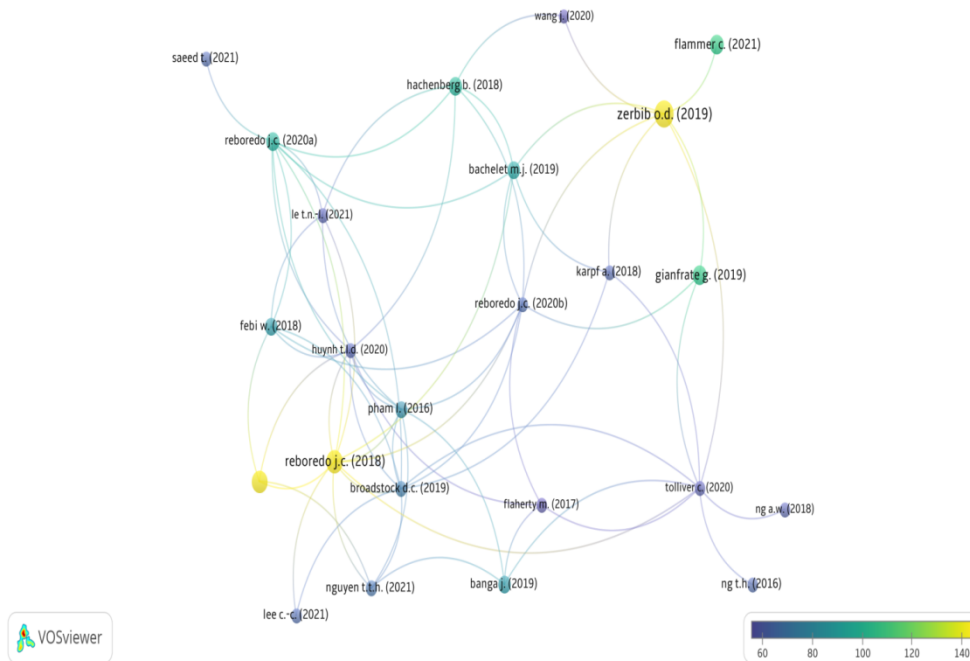 wang j. (2020)
flammer c. (2021)
saeed t. (2021)
hachenberg b. (2018)
zerbib o.d. (2019)
reboredo j.c. (2020a)
bachelet m.j. (2019)
le t.n.-l. (2021)
karpf a. (2018)
gianfrate g. (2019)
reboredo j.c. (2020b)
febi w. (2018)
huynh t.l.d. (2020)
pham l. (2016)
reboredo j.c. (2018)
broadstock d.c. (2019)
tolliver c. (2020)
flaherty m. (2017)
ng a.w. (2018)
nguyen t.t.h. (2021)
banga j. (2019)
ng t.h. (2016)
lee c.-c. (2021)
VOSviewer
60 80 100 120 140